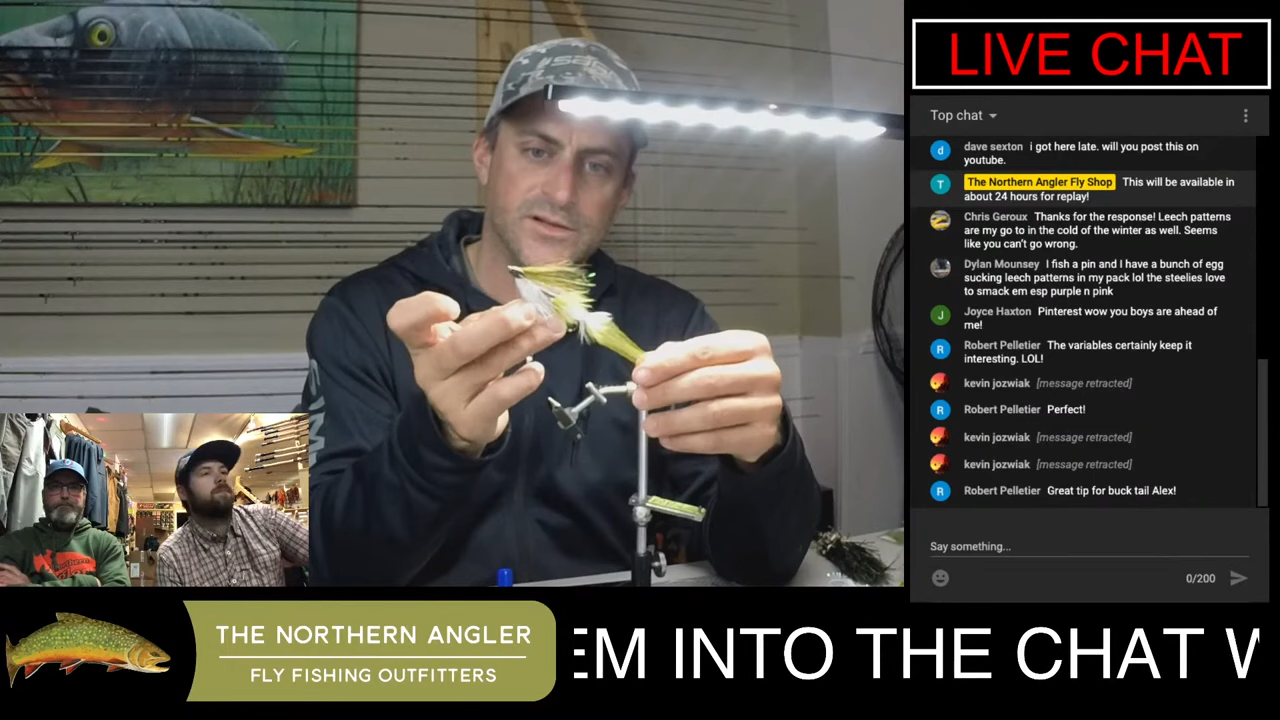 LIVE CHAT
Top chat
dave sexton i got here late. will you post this on
youtube.
The Northern Angler Fly Shop This will be available in
about 24 hours for replay!
Chris Geroux Thanks for the response! Leech patterns
are my go to in the cold of the winter as well. Seems
like you can't go wrong.
Dylan Mounsey I fish a pin and I have a bunch of egg
sucking leech patterns in my pack lol the steelies love
to smack em esp purple n pink
Joyce Haxton Pinterest wow you boys are ahead of
me!
Robert Pelletier The variables certainly keep it
interesting. LOL!
kevin jozwiak [message retracted]
Robert Pelletier Perfect!
kevin jozwiak [message retracted]
kevin jozwiak [message retracted]
Robert Pelletier Great tip for buck tail Alex!
Say something...
0/200
THE NORTHERN ANGLER
FLY FISHING OUTFITTERS
EM INTO THE CHAT W